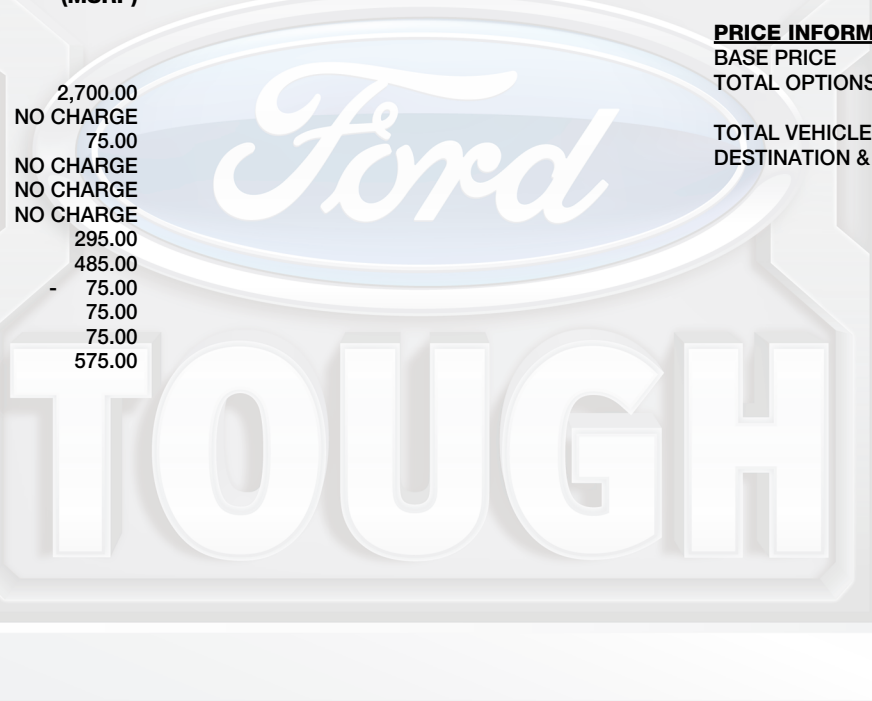 (MSRP)
2,700.00
NO CHARGE
75.00
NO CHARGE
NO CHARGE
NO CHARGE
295.00
485.00
- 75.00
75.00
75.00
575.00
PRICE INFORM
BASE PRICE
TOTAL OPTIONS
TOTAL VEHICLE
DESTINATION &
Ford
TOUGH